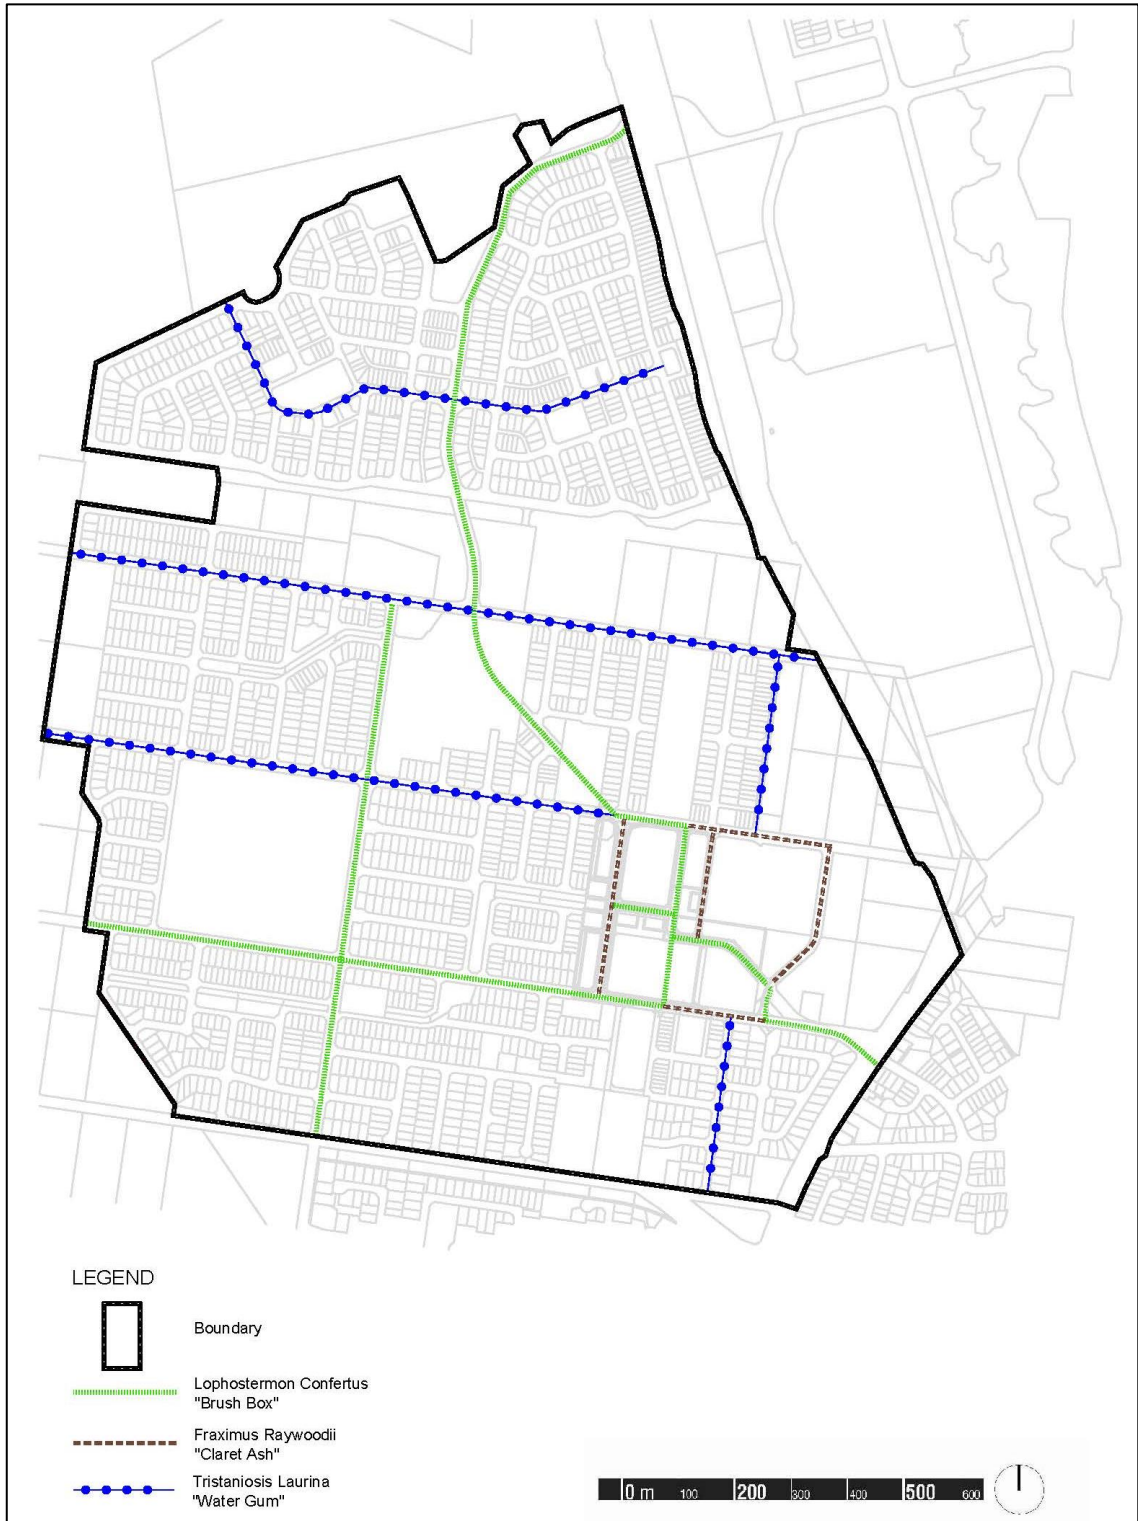 LEGEND
Boundary
Lophostermon Confertus
"Brush Box"
Fraximus Raywoodii
"Claret Ash"
Tristaniosis Laurina
"Water Gum"
0 m 100 200 300 400 500 600